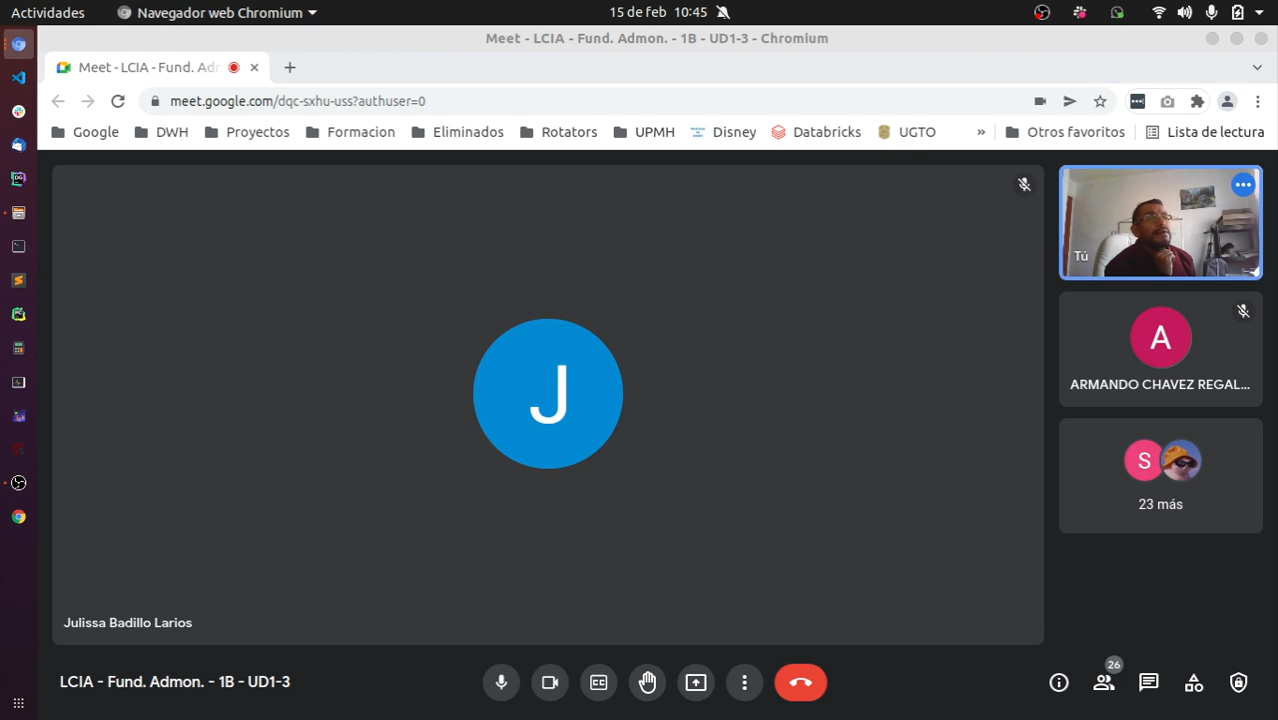 Actividades
Navegador web Chromium
15 de feb 10:45
Meet - LCIA - Fund. Admon. - 1B - UD1-3 - Chromium
Meet - LCIA - Fund. Adm
meet.google.com/dqc-sxhu-uss?authuser=0
Google
DWH
Proyectos
Formacion
Eliminados
Rotators
UPMH
Disney
Databricks
UGTO
»
Otros favoritos
Lista de lectura
Tú
J
A
ARMANDO CHAVEZ REGAL...
S
23 más
Julissa Badillo Larios
LCIA - Fund. Admon. - 1B - UD1-3
26